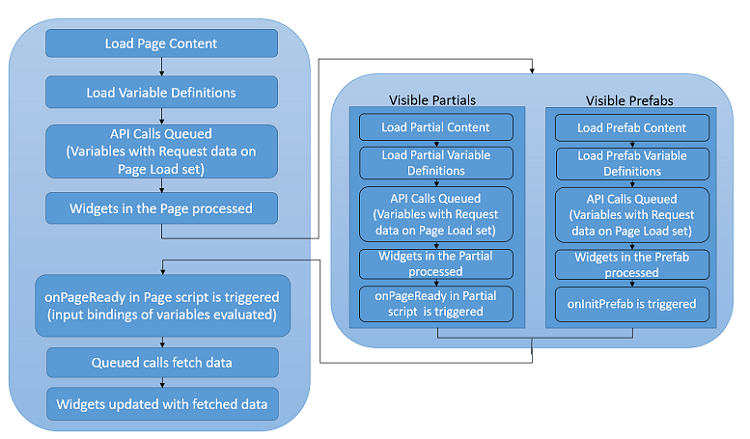 Load Page Content
Load Variable Definitions
API Calls Queued
(Variables with Request data on
Page Load set)
Widgets in the Page processed
Visible Partials
Load Partial Content
Load Partial Variable
Definitions
API Calls Queued
(Variables with Request
data on Page Load set)
Widgets in the Partial
processed
onPageReady in Partial
script is triggered
Visible Prefabs
Load Prefab Content
Load Prefab Variable
Definitions
API Calls Queued
(Variables with Request
data on Page Load set)
Widgets in the Prefab
processed
onInitPrefab is triggered
onPageReady in Page script is triggered
(input bindings of variables evaluated)
Queued calls fetch data
Widgets updated with fetched data